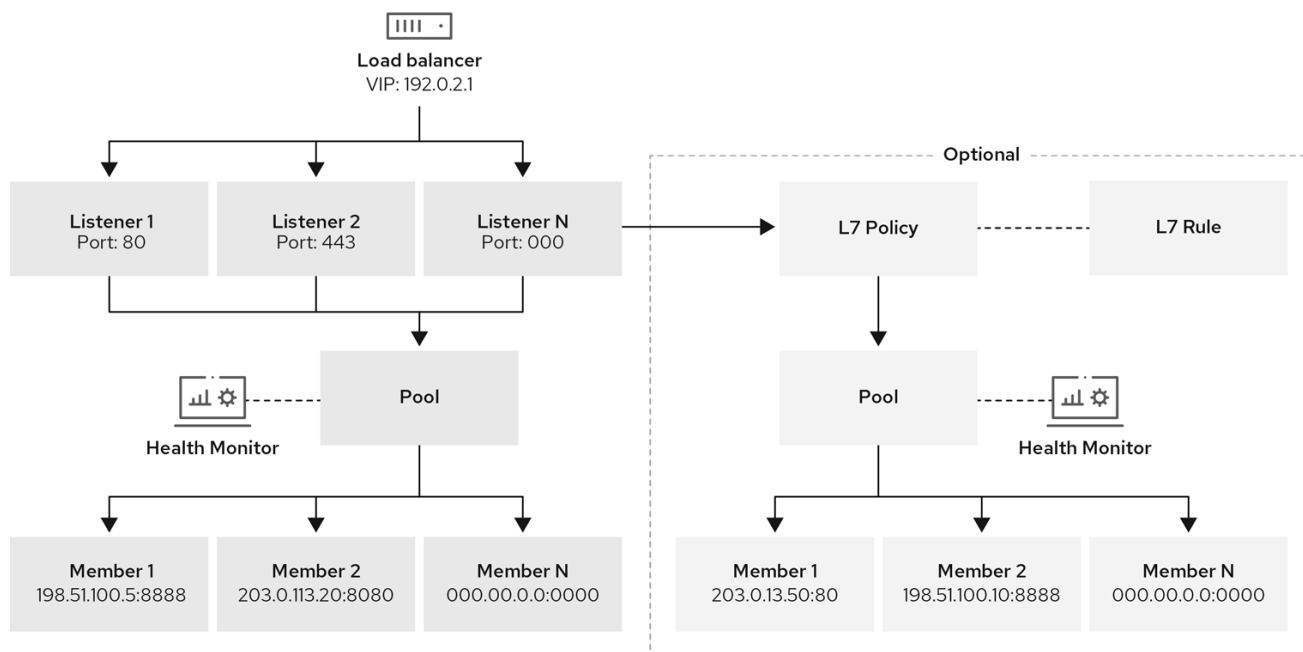 Load balancer
VIP: 192.0.2.1
Optional
Listener 1
Port: 80
Listener 2
Port: 443
Listener N
Port: 000
L7 Policy
L7 Rule
Pool
Health Monitor
Pool
Health Monitor
Member 1
198.51.100.5:8888
Member 2
203.0.113.20:8080
Member N
000.00.0.0:0000
Member 1
203.0.13.50:80
Member 2
198.51.100.10:8888
Member N
000.00.0.0:0000